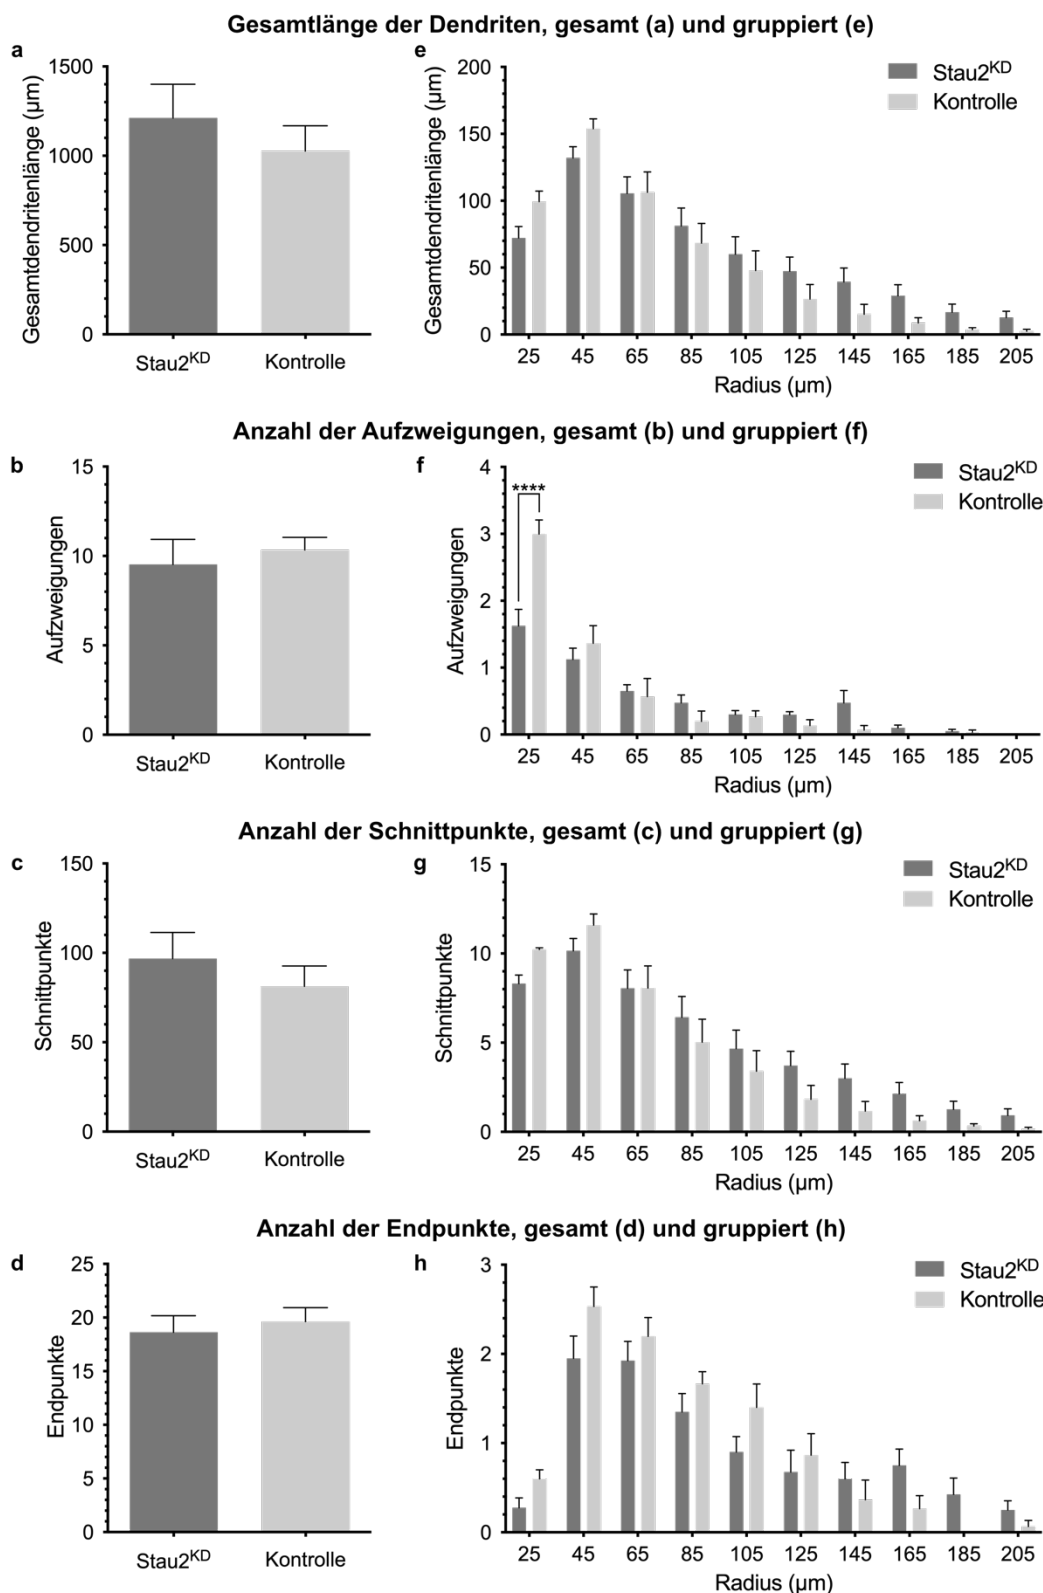 Gesamtlänge der Dendriten, gesamt (a) und gruppiert (e)
a
Gesamtdendritenlänge (µm)
1500
1000
500
0
Stau2KD Kontrolle
e
Gesamtdendritenlänge (µm)
200
150
100
50
0
25 45 65 85 105 125 145 165 185 205
Radius (µm)
Stau2KD
Kontrolle
Anzahl der Aufzweigungen, gesamt (b) und gruppiert (f)
b
Aufzweigungen
15
10
5
0
Stau2KD Kontrolle
f
Aufzweigungen
4
3
2
1
0
****
25 45 65 85 105 125 145 165 185 205
Radius (µm)
Stau2KD
Kontrolle
Anzahl der Schnittpunkte, gesamt (c) und gruppiert (g)
c
Schnittpunkte
150
100
50
0
Stau2KD Kontrolle
g
Schnittpunkte
15
10
5
0
25 45 65 85 105 125 145 165 185 205
Radius (µm)
Stau2KD
Kontrolle
Anzahl der Endpunkte, gesamt (d) und gruppiert (h)
d
Endpunkte
25
20
15
10
5
0
Stau2KD Kontrolle
h
Endpunkte
3
2
1
0
25 45 65 85 105 125 145 165 185 205
Radius (µm)
Stau2KD
Kontrolle